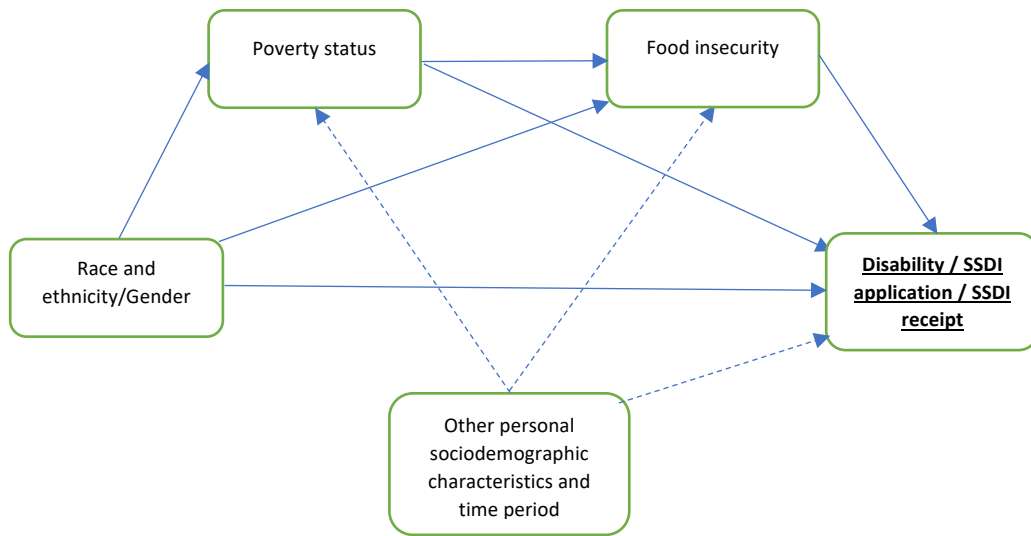 Poverty status
Food insecurity
Race and
ethnicity/Gender
Disability / SSDI
application / SSDI
receipt
Other personal
sociodemographic
characteristics and
time period